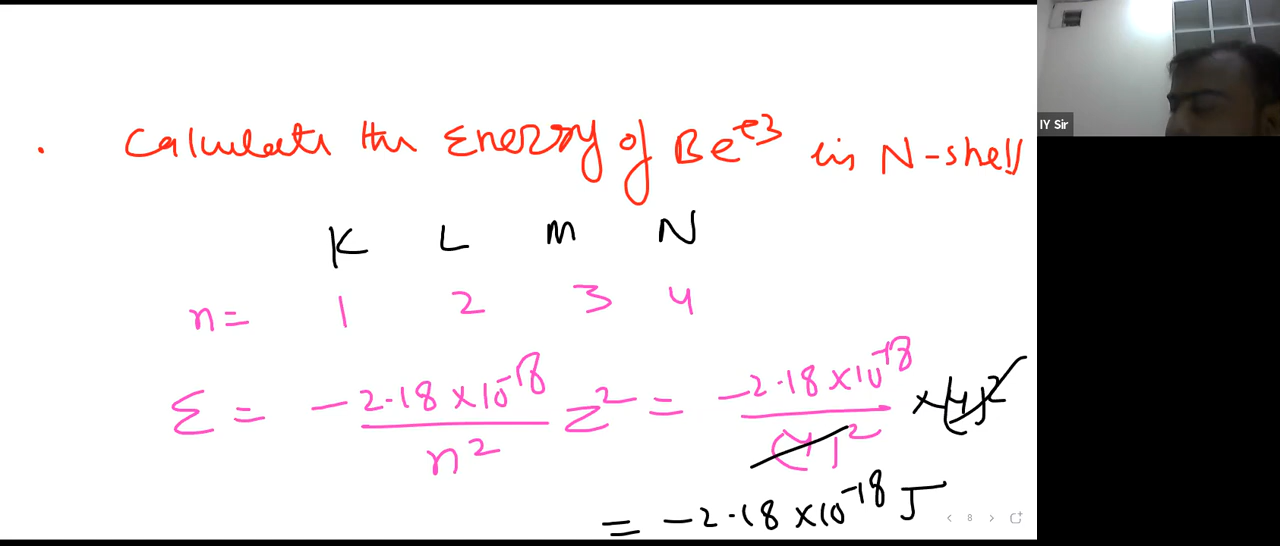 . Calculate the Energy of Be+3 in N-shell
IY Sir
K L M N
n= 1 2 3 4
E = -2.18 ×10^-18 / n^2 Z^2 = -2.18 ×10^-18 / (4)^2 ×(4)^2
= -2.18 ×10^-18 J
< 8 >